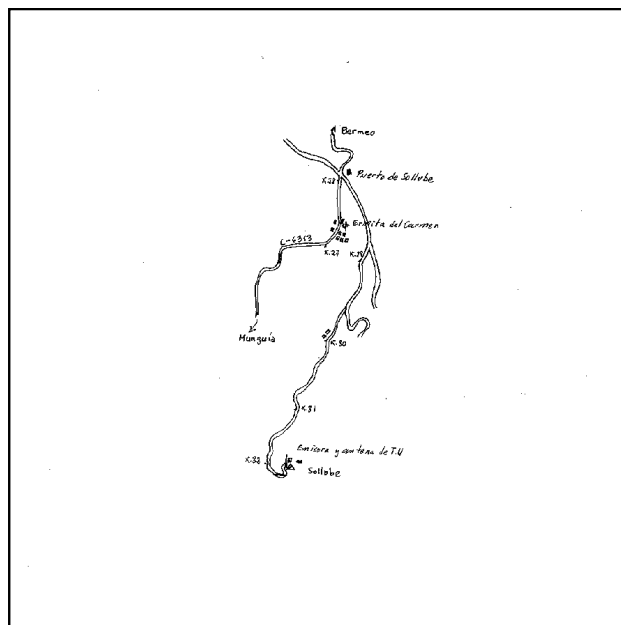 Bermeo
Puerto de Sollube
K.28
Ermita del Carmen
C-6313
K.27
K.29
Munguía
K.30
K.31
Emisora y antena de T.V
K.32
Sollube